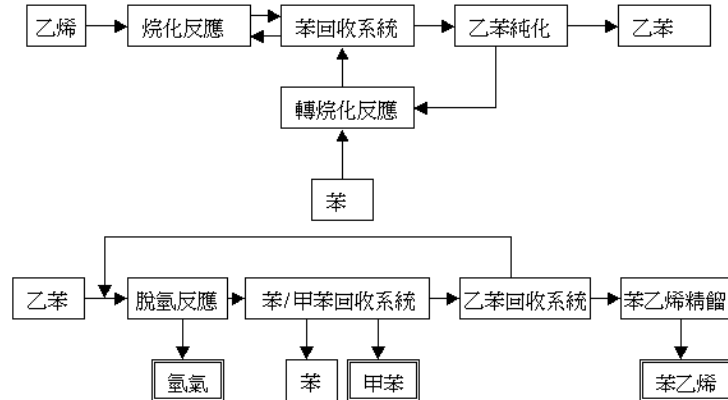 乙烯
烷化反應
苯回收系統
乙苯純化
乙苯
轉烷化反應
苯
乙苯
脫氫反應
苯/甲苯回收系統
乙苯回收系統
苯乙烯精餾
氫氣
苯
甲苯
苯乙烯